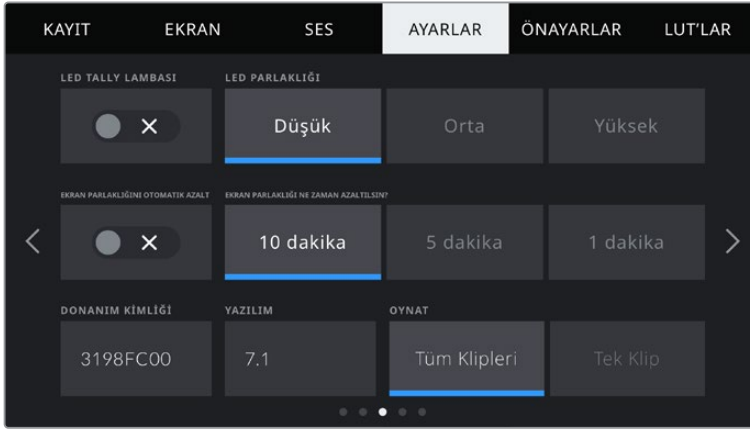 KAYIT EKRAN SES AYARLAR ÖNAYARLAR LUT'LAR
LED TALLY LAMBASI LED PARLAKLIĞI
Düşük Orta Yüksek
EKRAN PARLAKLIĞINI OTOMATIK AZALT EKRAN PARLAKLIĞI NE ZAMAN AZALTILSIN?
10 dakika 5 dakika 1 dakika
DONANIM KİMLİĞİ YAZILIM OYNAT
3198FC00 7.1 Tüm Klipleri Tek Klip